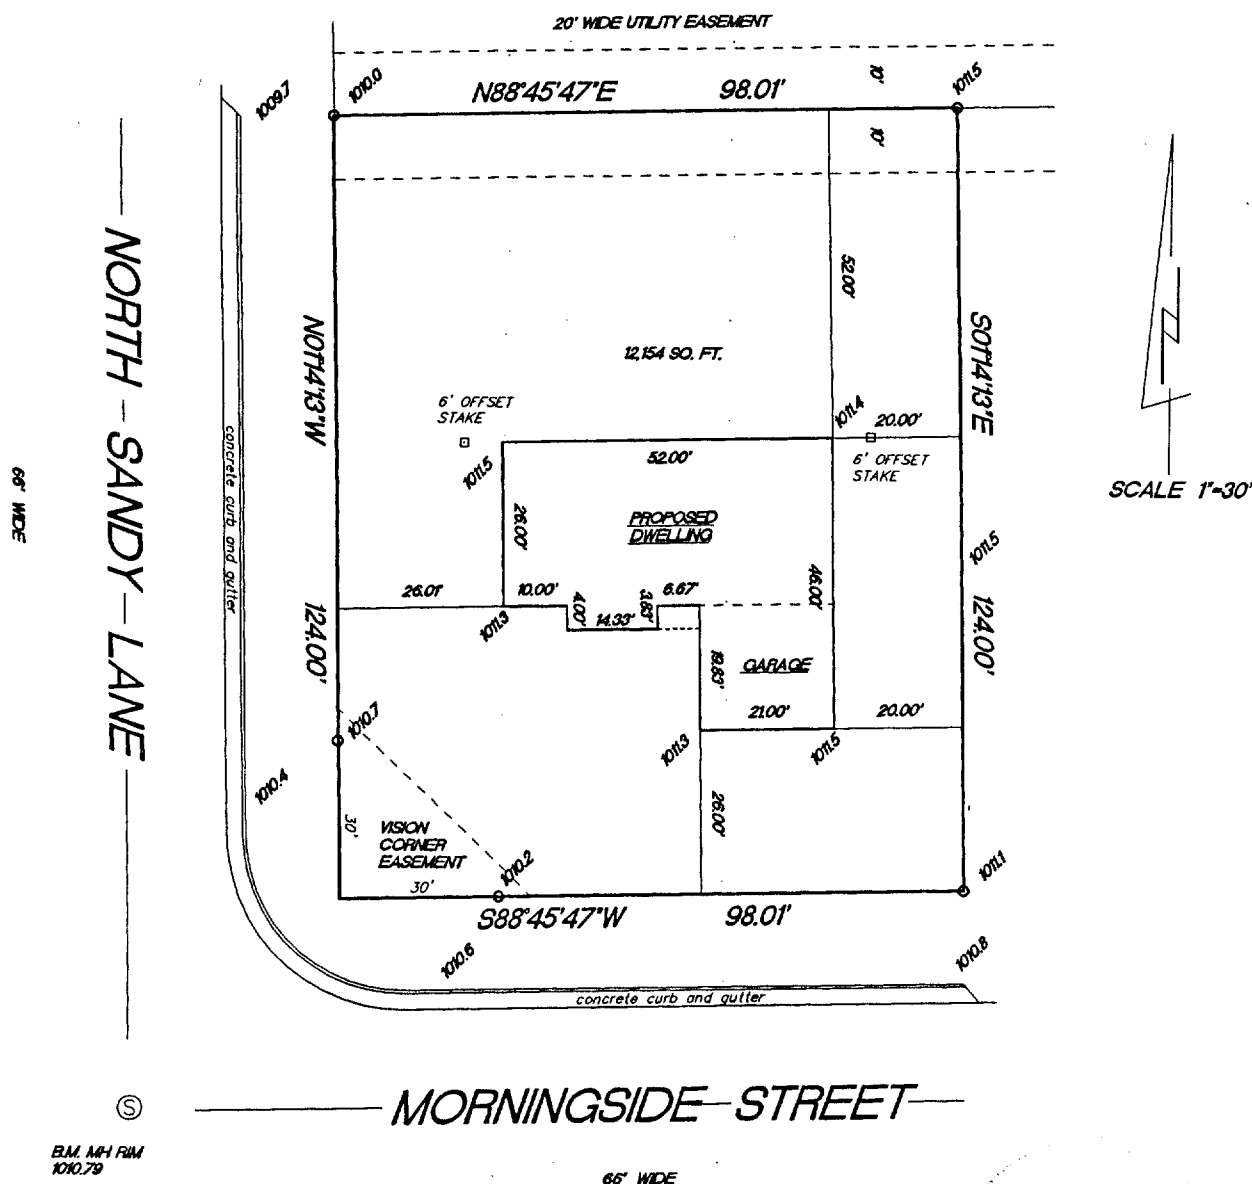 20' WIDE UTILITY EASEMENT
1009.7
1010.0
N88°45'47"E
98.01'
10'
1011.5
10'
52.00'
N01°14'13"W
S01°14'13"E
12,154 SQ. FT.
6' OFFSET
STAKE
1011.4
20.00'
6' OFFSET
STAKE
1011.5
52.00'
SCALE 1"=30'
NORTH SANDY LANE
66' WIDE
concrete curb and gutter
26.00'
PROPOSED
DWELLING
1011.5
46.00'
26.01'
10.00'
4.00'
3.83'
6.67'
14.33'
1011.3
124.00'
124.00'
19.83'
GARAGE
21.00'
20.00'
1010.7
1011.3
1011.5
1010.4
30'
VISION
CORNER
EASEMENT
26.00'
30'
1010.2
1011.1
S88°45'47"W
98.01'
1010.6
1010.8
concrete curb and gutter
S
MORNINGSIDE STREET
B.M. MH RIM
1010.79
66' WIDE